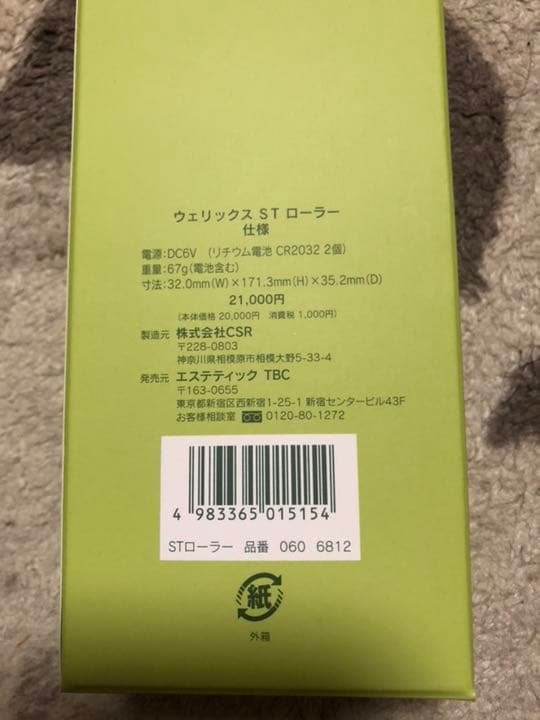 ウェリックス ST ローラー
仕様
電源:DC6V (リチウム電池 CR2032 2個)
重量:67g(電池含む)
寸法:32.0mm(W)×171.3mm(H)×35.2mm(D)
21,000円
(本体価格 20,000円 消費税 1,000円)
製造元 株式会社CSR
〒228-0803
神奈川県相模原市相模大野5-33-4
発売元 エステティック TBC
〒163-0655
東京都新宿区西新宿1-25-1 新宿センタービル43F
お客様相談室 0120-80-1272
4 983365 015154
STローラー 品番 060 6812
紙
外箱